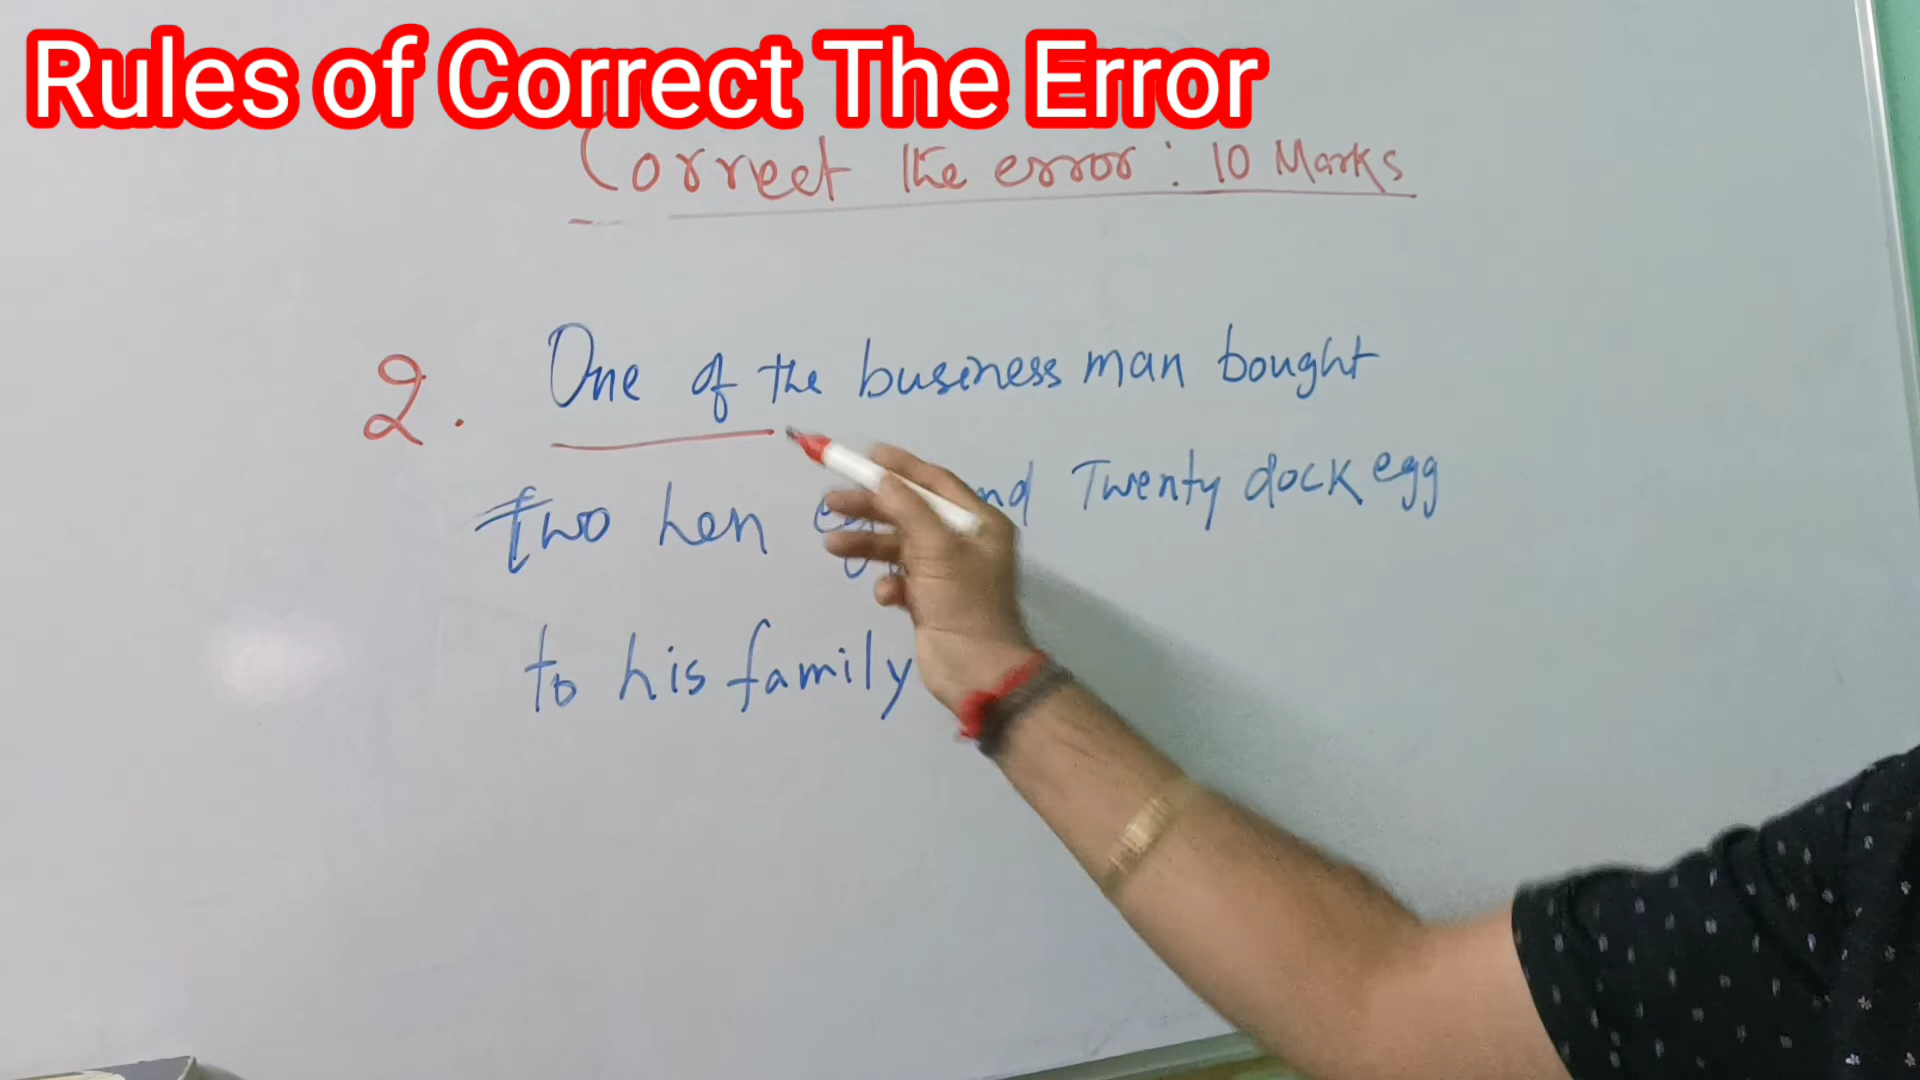 Rules of Correct The Error
Correct the error: 10 Marks
2. One of the business man bought
two hen and Twenty dock egg
to his family